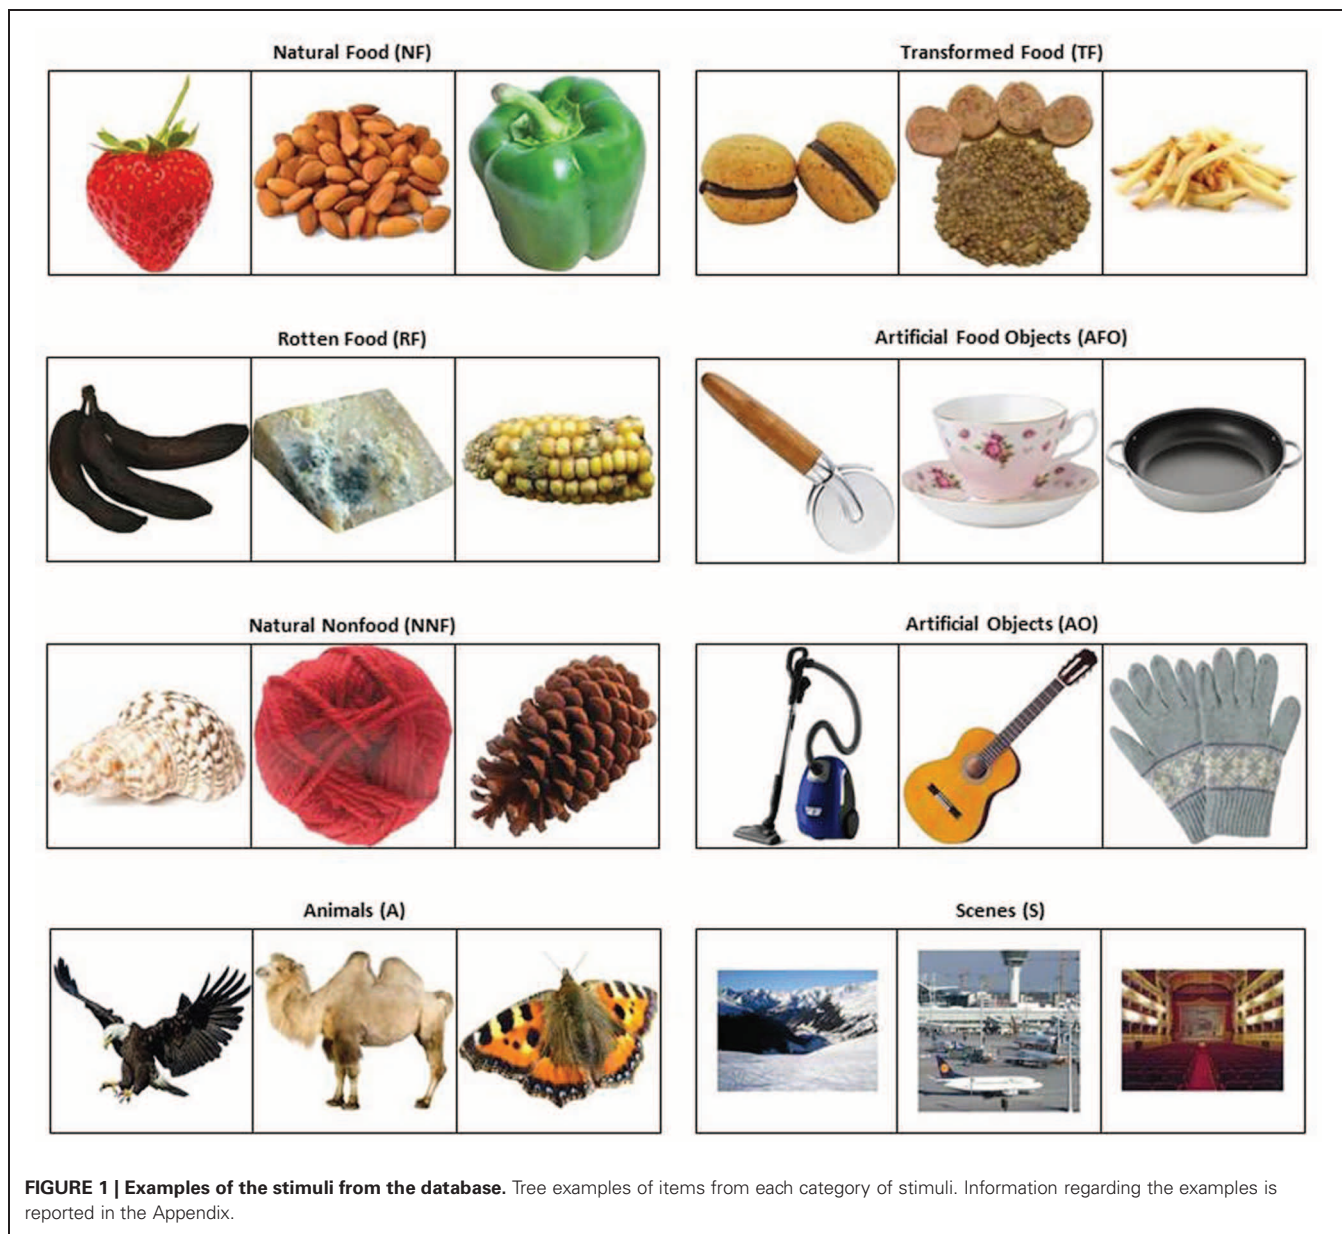 Natural Food (NF)
Transformed Food (TF)
Rotten Food (RF)
Artificial Food Objects (AFO)
Natural Nonfood (NNF)
Artificial Objects (AO)
Animals (A)
Scenes (S)
FIGURE 1 | Examples of the stimuli from the database. Tree examples of items from each category of stimuli. Information regarding the examples is
reported in the Appendix.